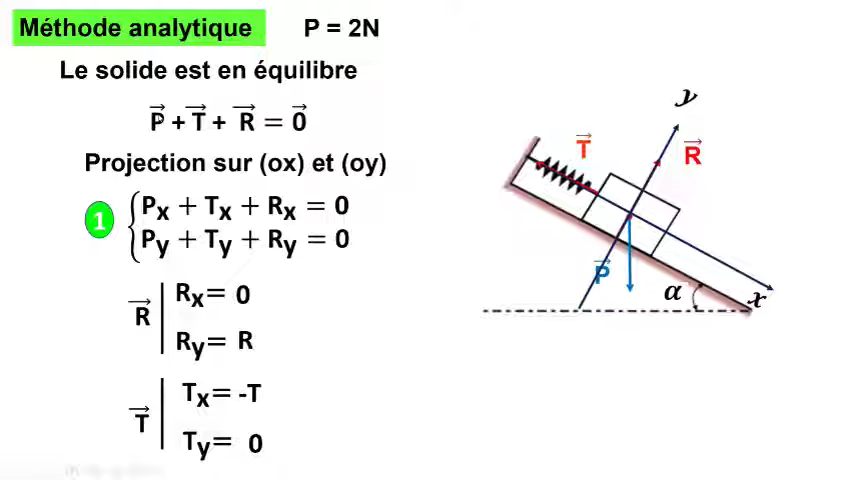 Méthode analytique P = 2N
Le solide est en équilibre
P + T + R = 0
Projection sur (ox) et (oy)
1
Px + Tx + Rx = 0
Py + Ty + Ry = 0
R
Rx= 0
Ry= R
T
Tx= -T
Ty= 0
y
T
R
P
α
x